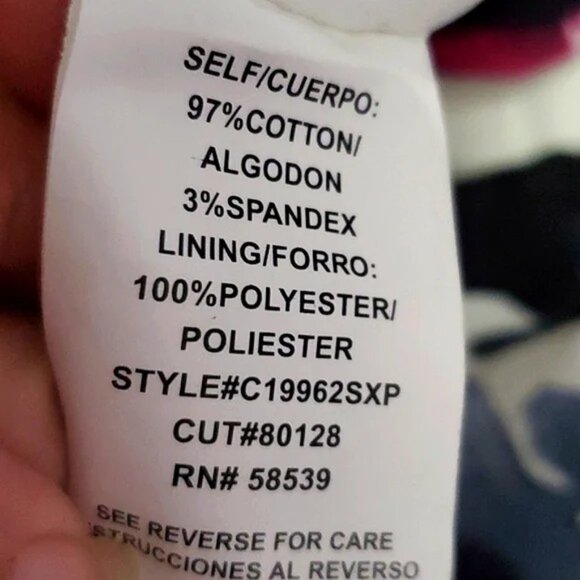 SELF/CUERPO:
97%COTTON/
ALGODON
3%SPANDEX
LINING/FORRO:
100%POLYESTER/
POLIESTER
STYLE#C19962SXP
CUT#80128
RN# 58539
SEE REVERSE FOR CARE
STRUCCIONES AL REVERSO